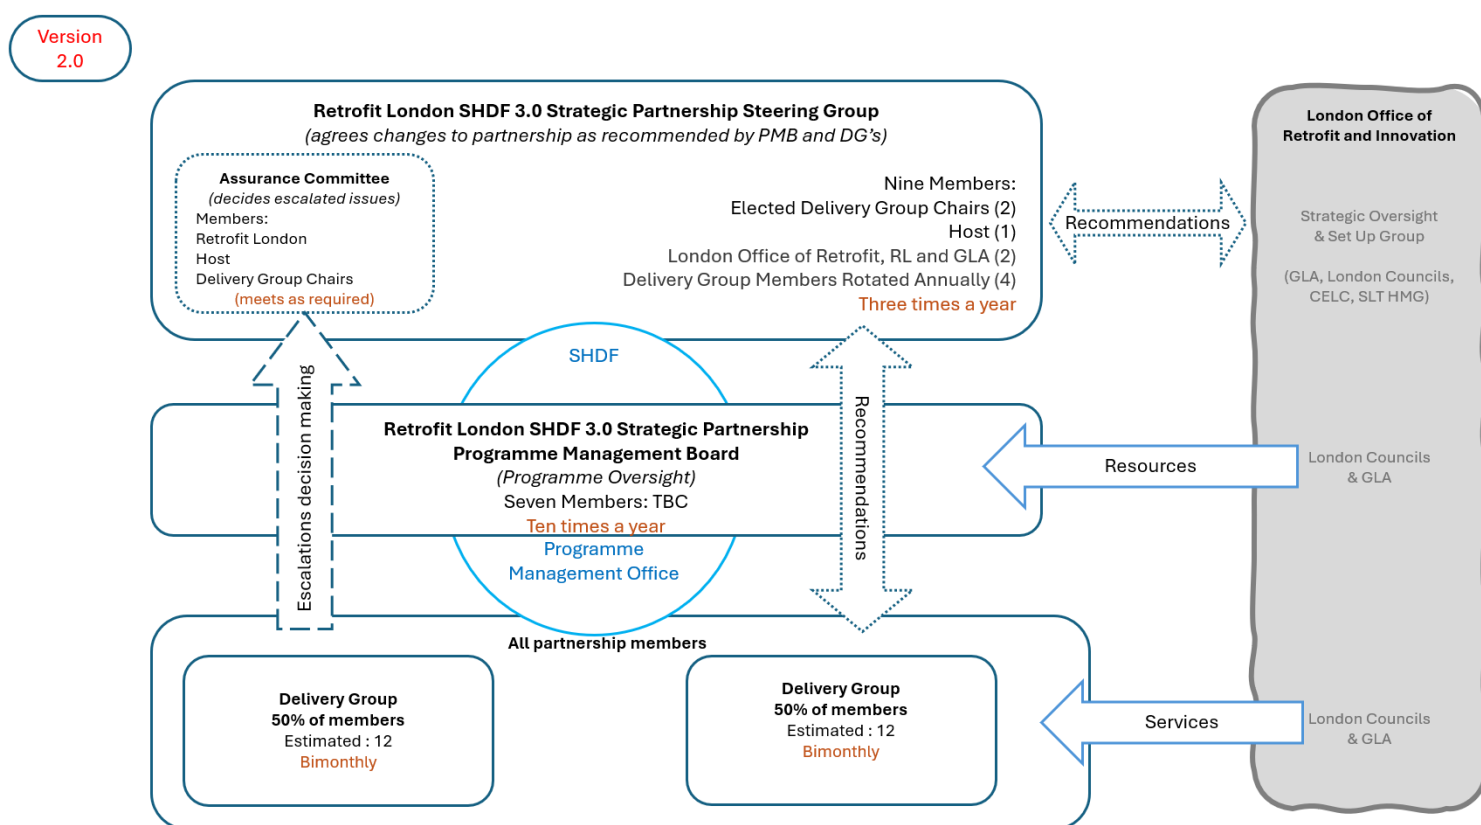 Version
2.0
Retrofit London SHDF 3.0 Strategic Partnership Steering Group
(agrees changes to partnership as recommended by PMB and DG's)
Assurance Committee
(decides escalated issues)
Members:
Retrofit London
Host
Delivery Group Chairs
(meets as required)
Nine Members:
Elected Delivery Group Chairs (2)
Host (1)
London Office of Retrofit, RL and GLA (2)
Delivery Group Members Rotated Annually (4)
Three times a year
Recommendations
London Office of
Retrofit and Innovation
Strategic Oversight
& Set Up Group
(GLA, London Councils,
CELC, SLT HMG)
SHDF
Escalations decision making
Retrofit London SHDF 3.0 Strategic Partnership
Programme Management Board
(Programme Oversight)
Seven Members: TBC
Ten times a year
Programme
Management Office
Recommendations
Resources
London Councils
& GLA
All partnership members
Delivery Group
50% of members
Estimated : 12
Bimonthly
Delivery Group
50% of members
Estimated : 12
Bimonthly
Services
London Councils
& GLA